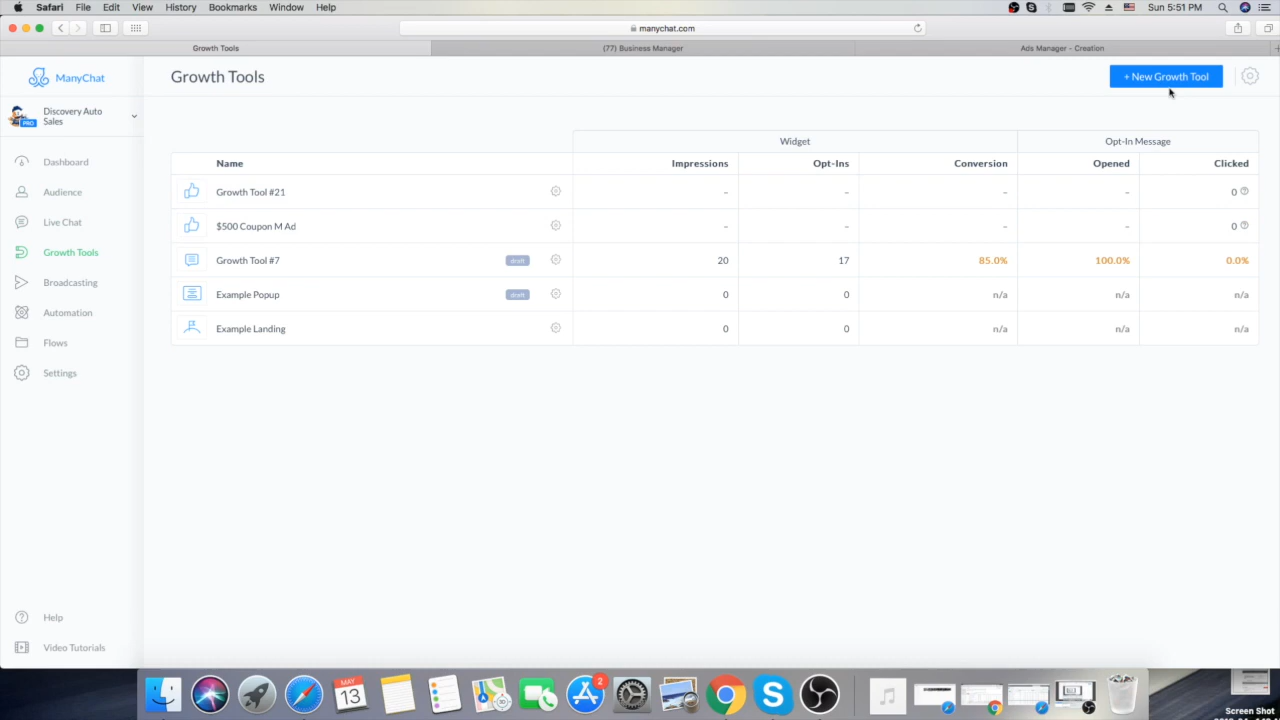 Safari File Edit View History Bookmarks Window Help
Sun 5:51 PM
manychat.com
Growth Tools
(77) Business Manager
Ads Manager - Creation
ManyChat
Growth Tools
+ New Growth Tool
Discovery Auto
Sales
PRO
Dashboard
Audience
Live Chat
Growth Tools
Broadcasting
Automation
Flows
Settings
Help
Video Tutorials
Widget Opt-In Message
Name Impressions Opt-Ins Conversion Opened Clicked
Growth Tool #21 – – – – 0
$500 Coupon M Ad – – – – 0
Growth Tool #7 draft 20 17 85.0% 100.0% 0.0%
Example Popup draft 0 0 n/a n/a n/a
Example Landing 0 0 n/a n/a n/a
MAY
13
2
Screen Shot